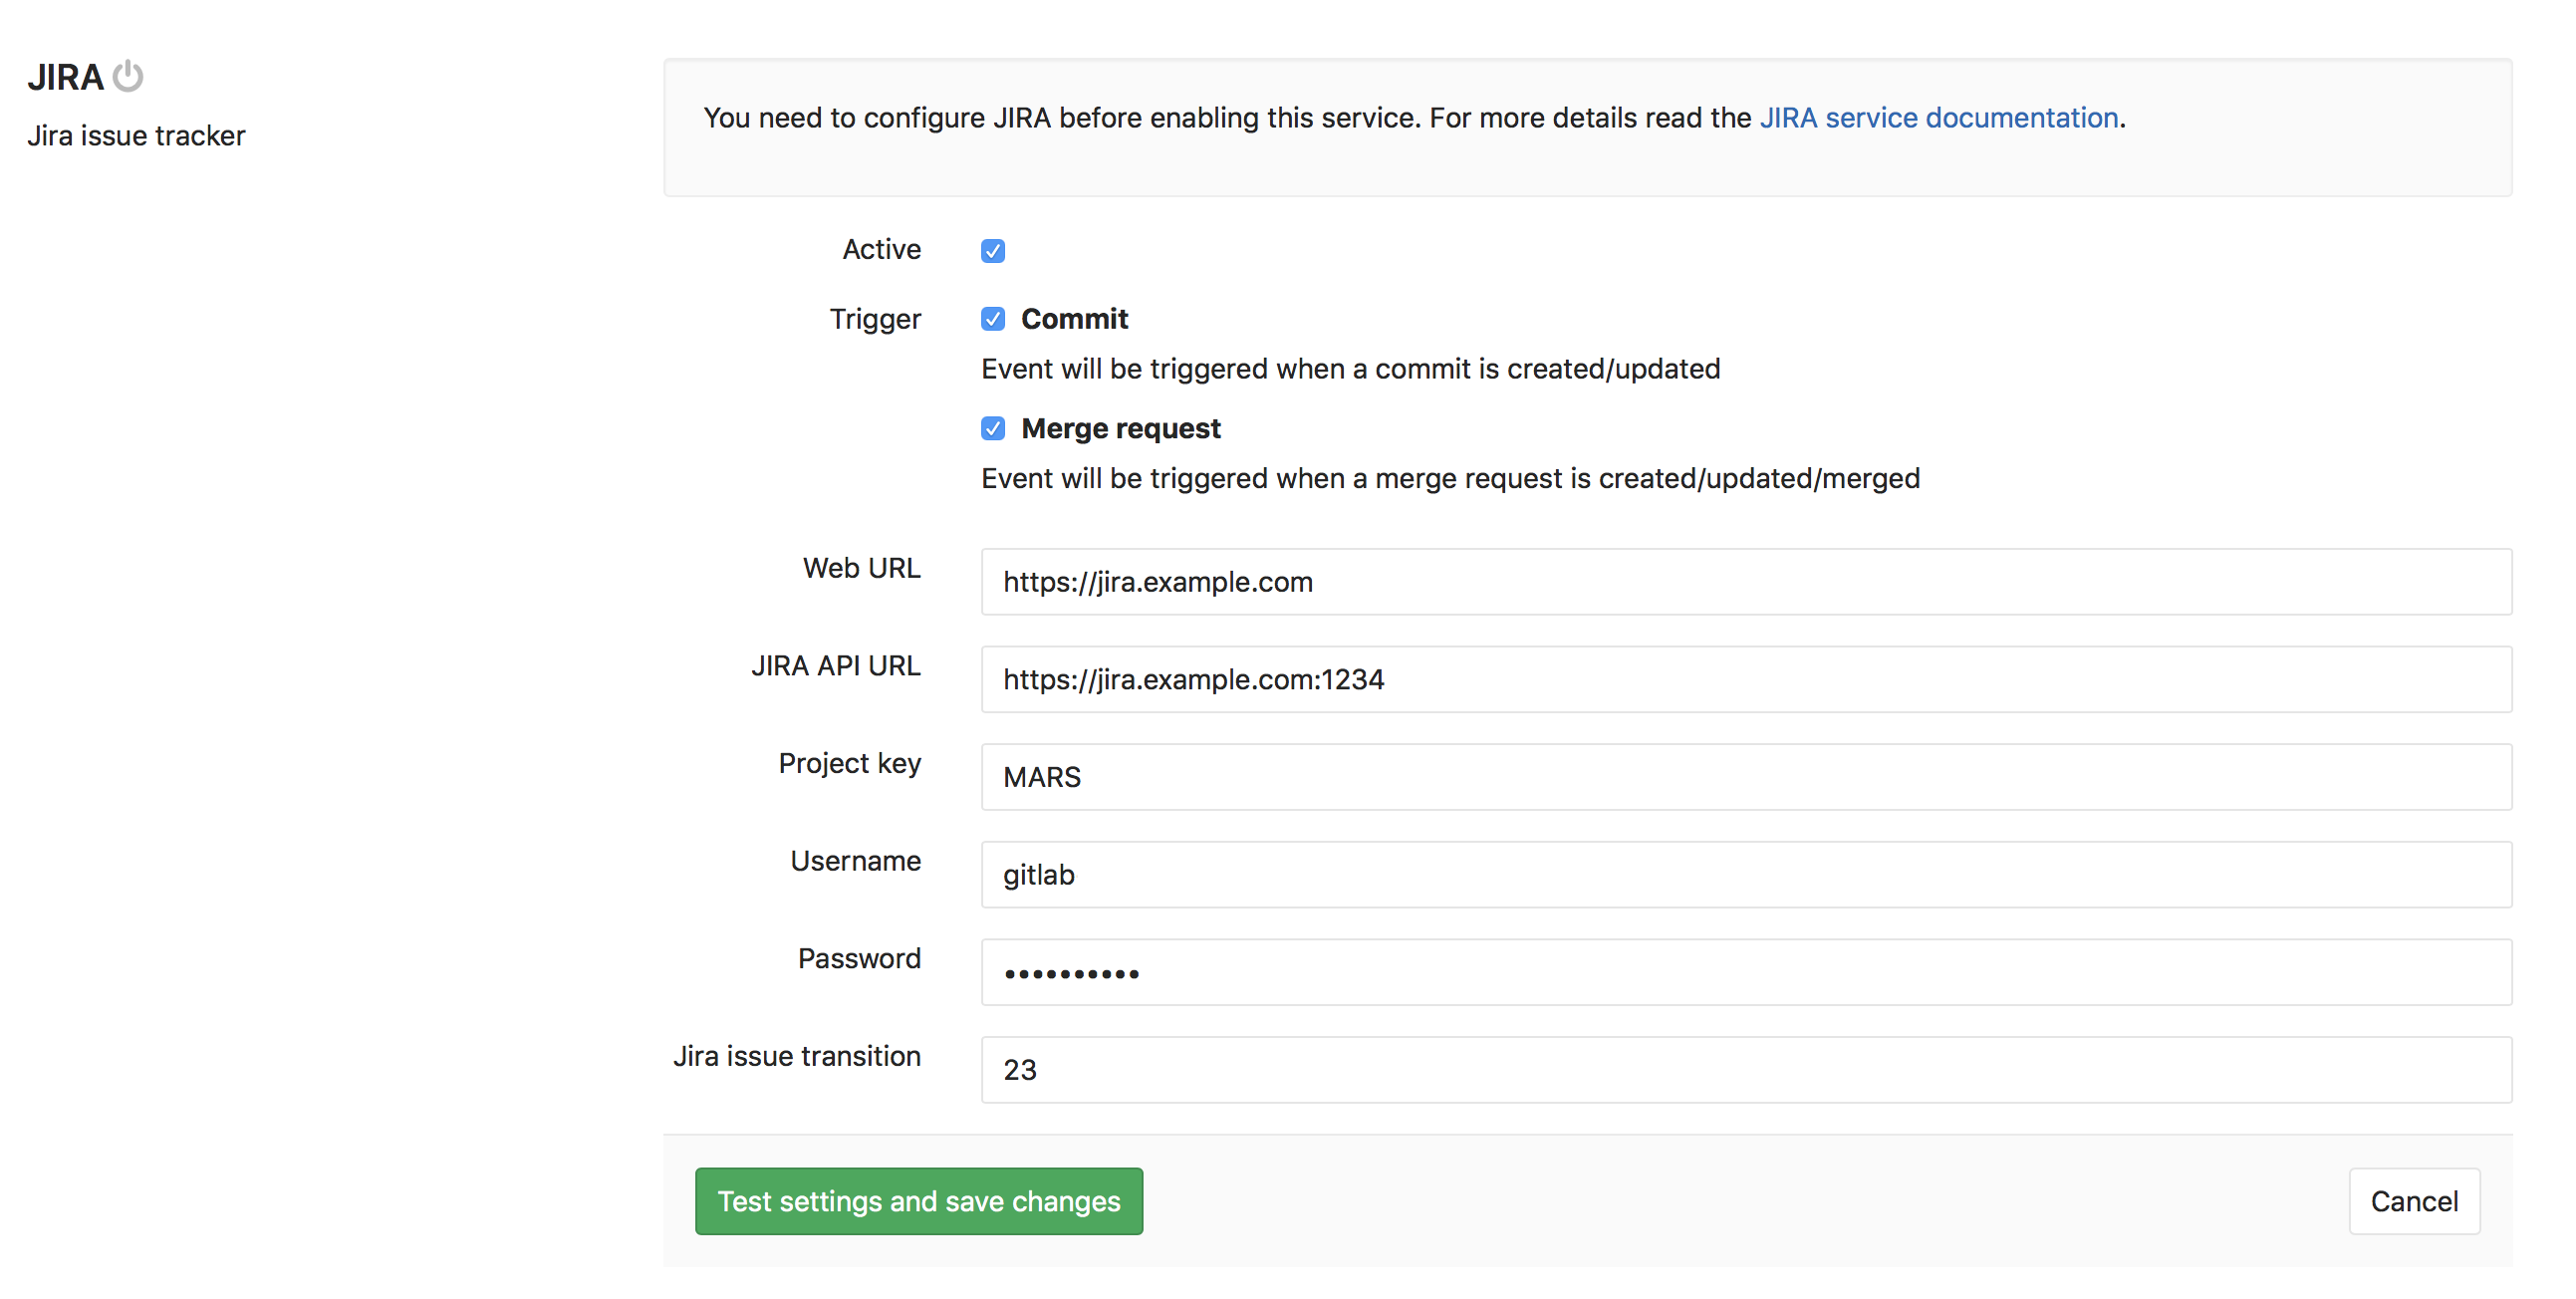 JIRA
Jira issue tracker
You need to configure JIRA before enabling this service. For more details read the JIRA service documentation.
Active
Trigger
Commit
Event will be triggered when a commit is created/updated
Merge request
Event will be triggered when a merge request is created/updated/merged
Web URL
https://jira.example.com
JIRA API URL
https://jira.example.com:1234
Project key
MARS
Username
gitlab
Password
••••••••••
Jira issue transition
23
Test settings and save changes
Cancel